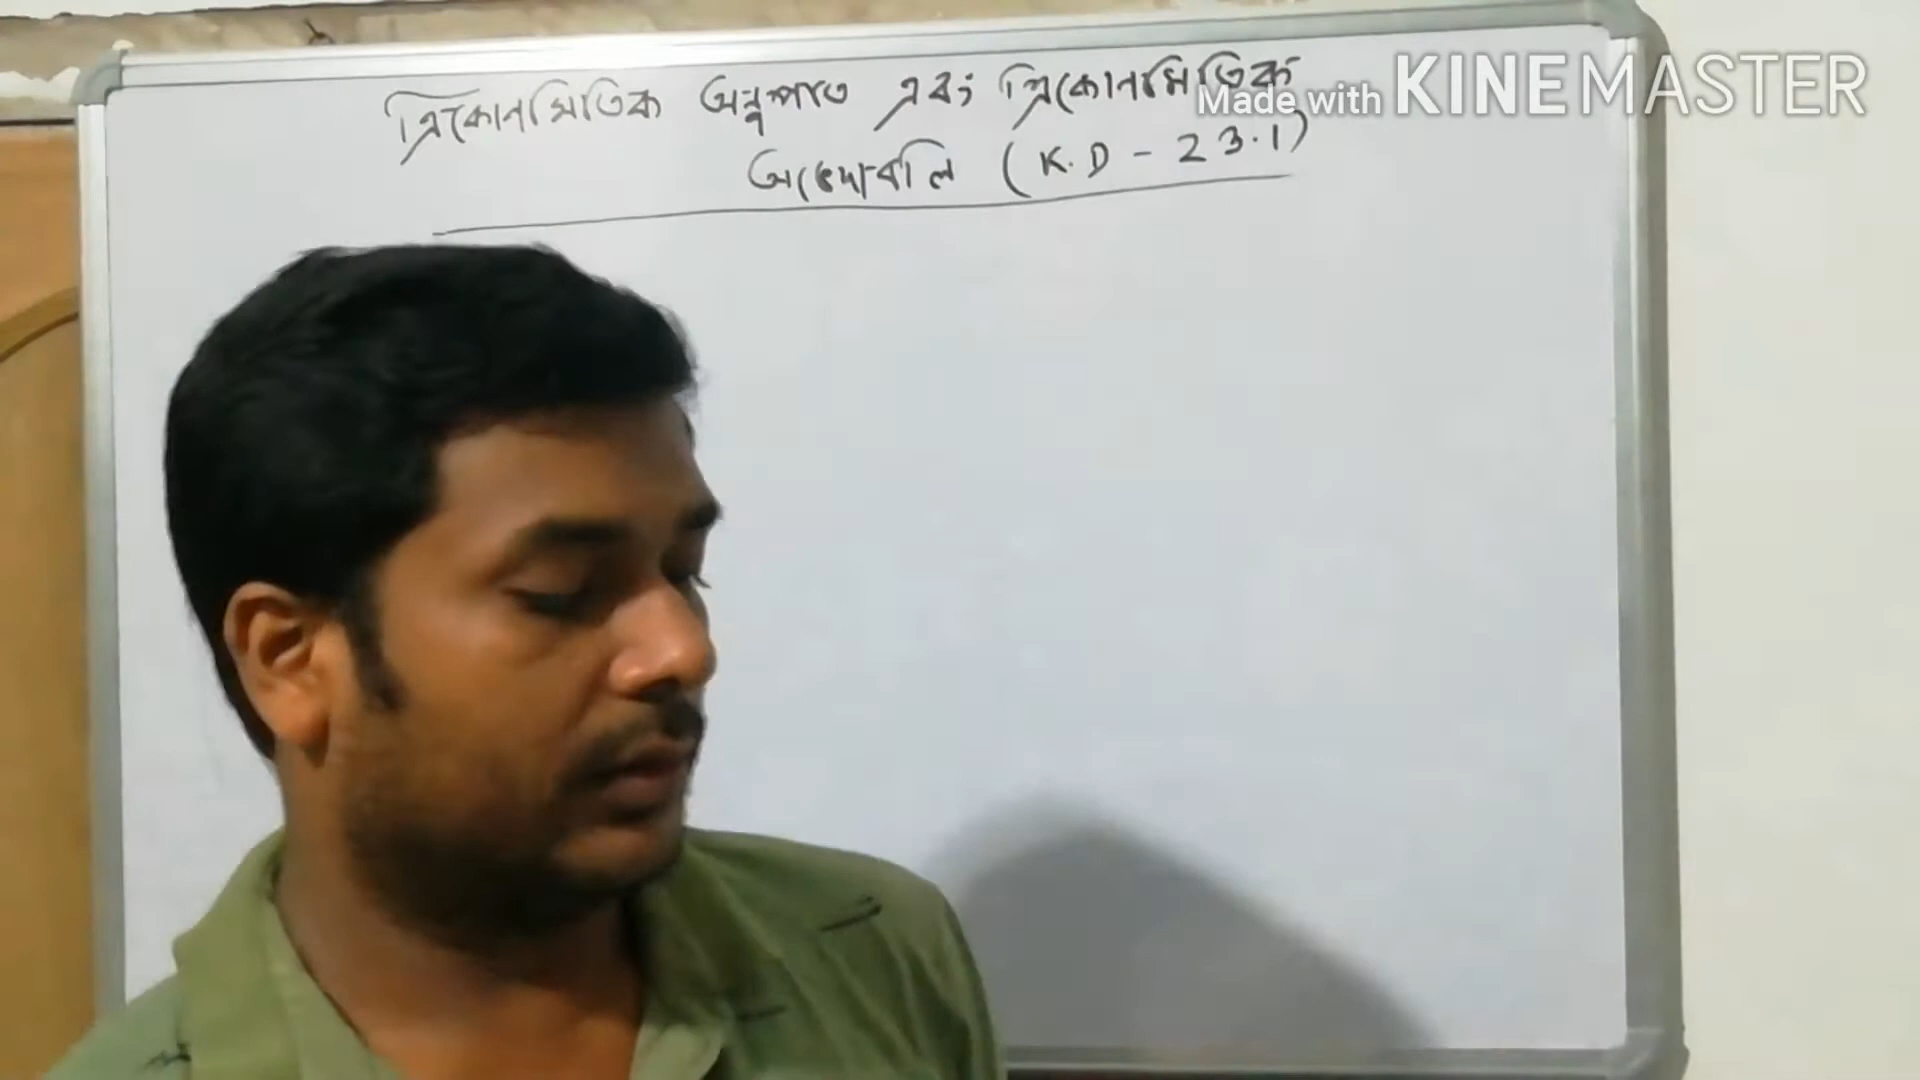 ত্রিকোনমিতিক অনুপাত এবং ত্রিকোনমিতিক
অভেদাবলি (K.D - 23.1)
Made with KINEMASTER